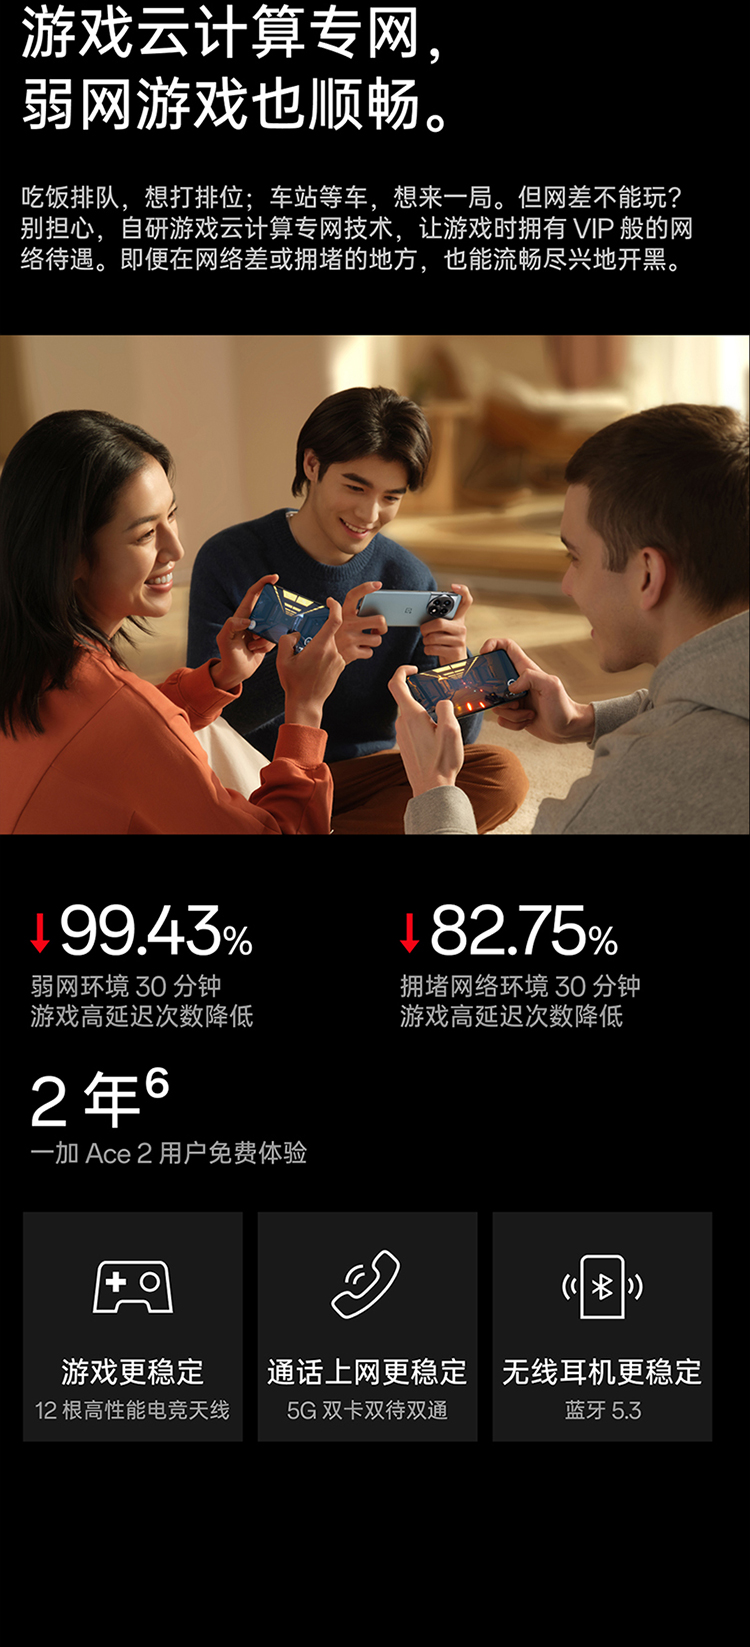 游戏云计算专网，
弱网游戏也顺畅。
吃饭排队，想打排位；车站等车，想来一局。但网差不能玩？
别担心，自研游戏云计算专网技术，让游戏时拥有 VIP 般的网
络待遇。即便在网络差或拥堵的地方，也能流畅尽兴地开黑。
↓99.43%
弱网环境 30 分钟
游戏高延迟次数降低
↓82.75%
拥堵网络环境 30 分钟
游戏高延迟次数降低
2 年⁶
一加 Ace 2 用户免费体验
游戏更稳定
12 根高性能电竞天线
通话上网更稳定
5G 双卡双待双通
无线耳机更稳定
蓝牙 5.3